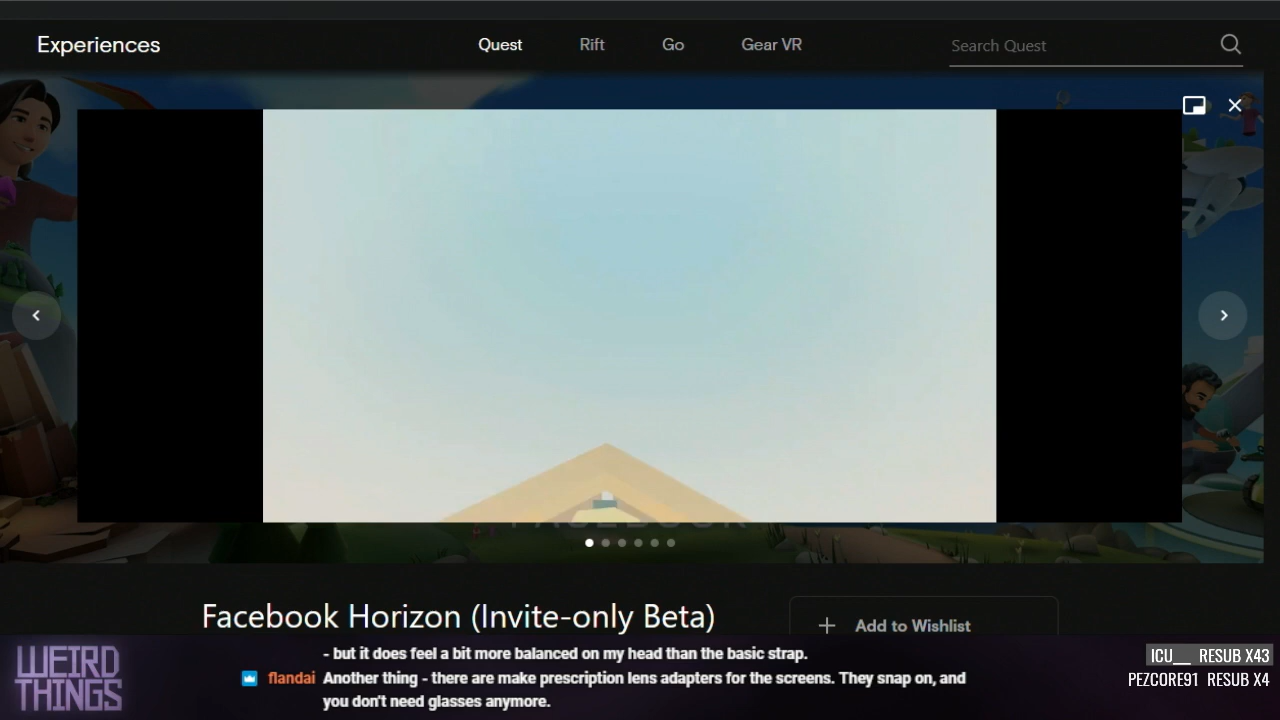 Experiences
Quest
Rift
Go
Gear VR
Search Quest
FACEBOOK
Facebook Horizon (Invite-only Beta)
+ Add to Wishlist
WEIRD
THINGS
- but it does feel a bit more balanced on my head than the basic strap.
flandai Another thing - there are make prescription lens adapters for the screens. They snap on, and
you don't need glasses anymore.
ICU__ RESUB X43
PEZCORE91 RESUB X4